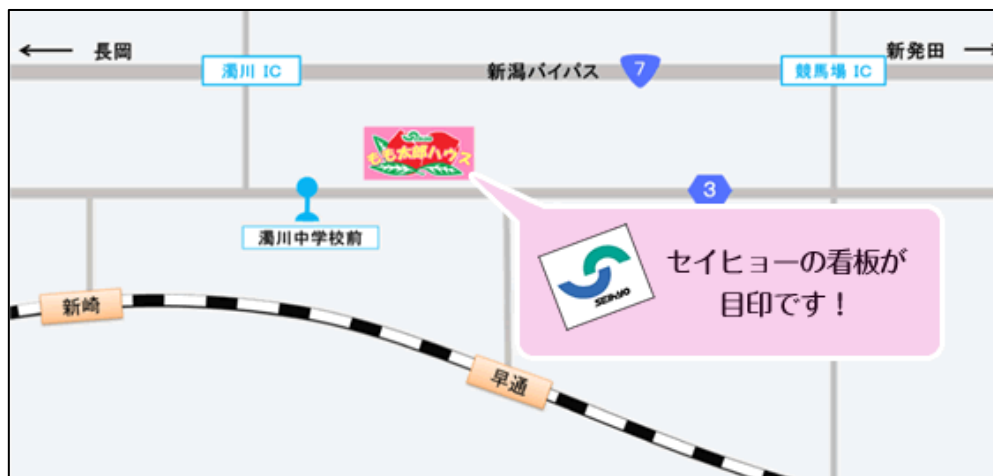 長岡
新発田
濁川 IC
新潟バイパス
7
競馬場 IC
もも太郎ハウス
3
濁川中学校前
SEIHYO
セイヒョーの看板が
目印です！
新崎
早通